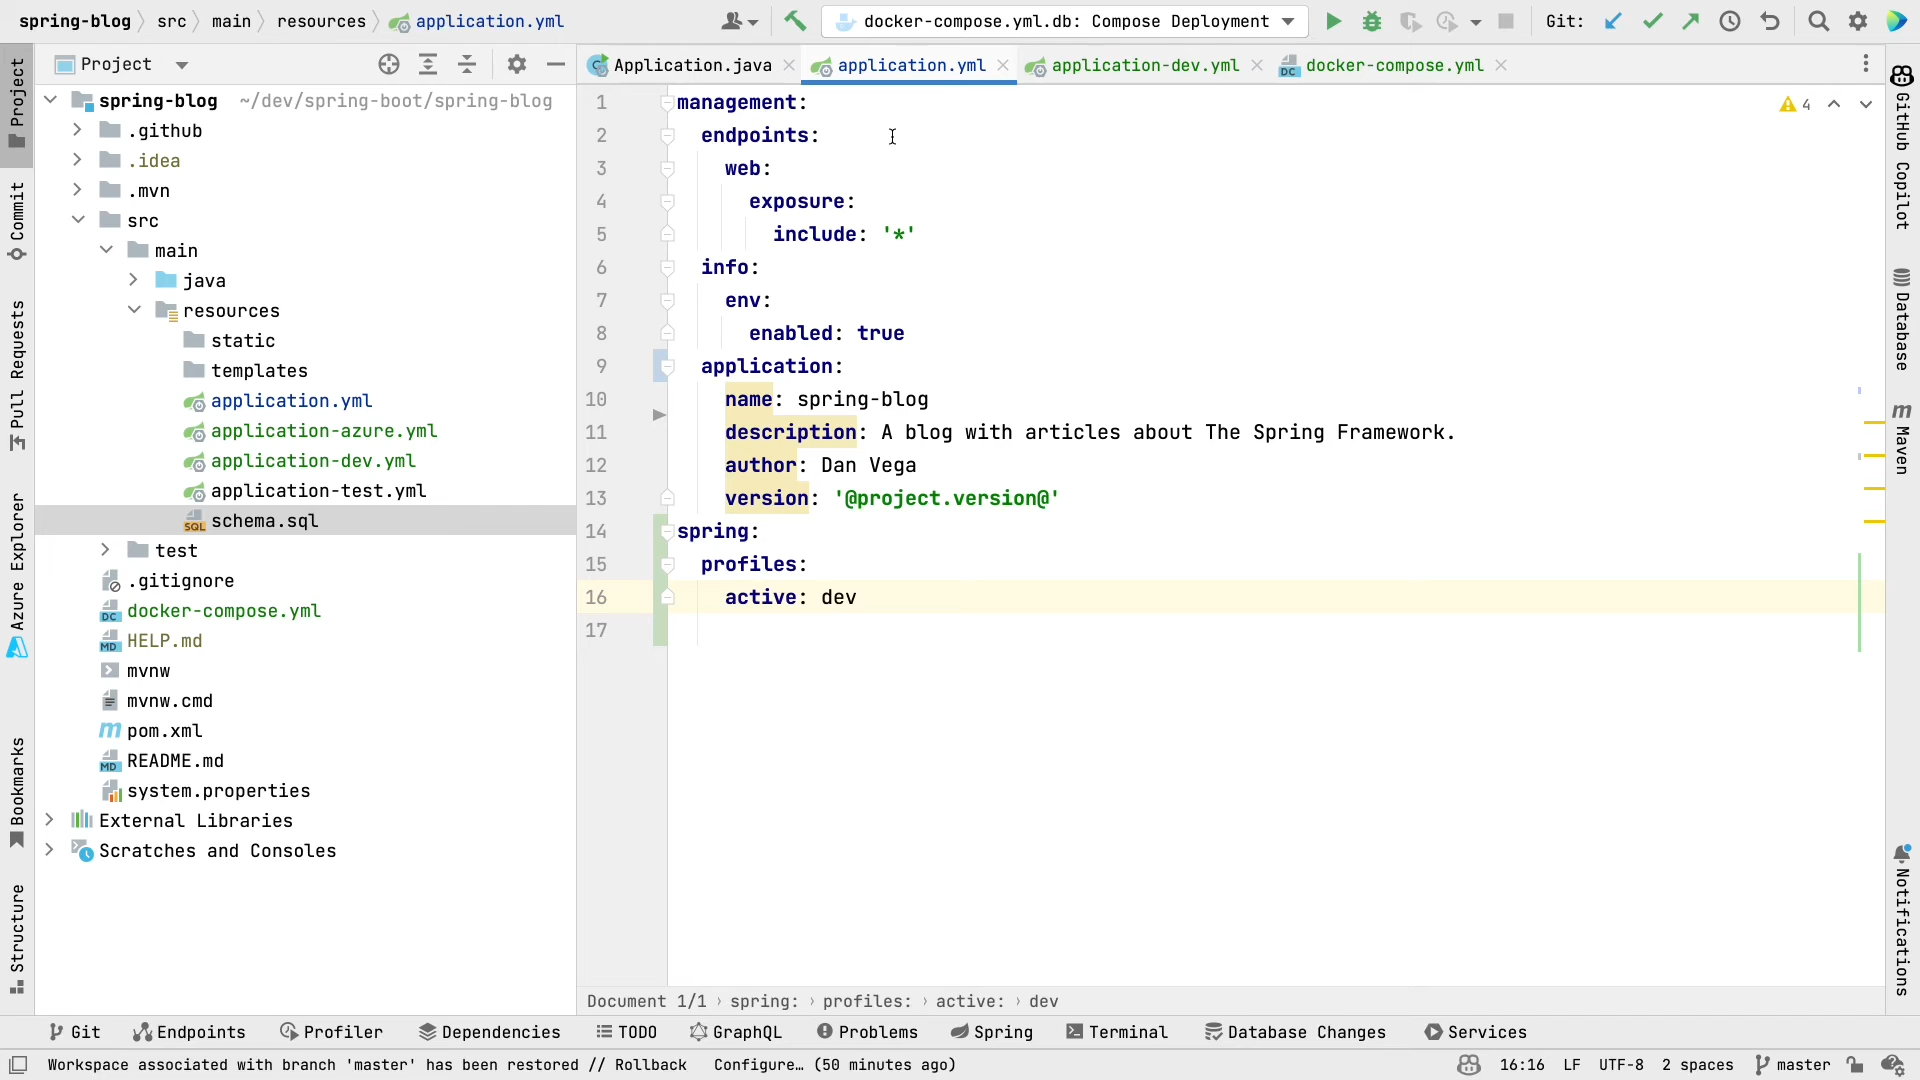 spring-blog src main resources application.yml docker-compose.yml.db: Compose Deployment Git:
Project
Application.java application.yml application-dev.yml docker-compose.yml
spring-blog ~/dev/spring-boot/spring-blog
.github
.idea
.mvn
src
main
java
resources
static
templates
application.yml
application-azure.yml
application-dev.yml
application-test.yml
SQL schema.sql
test
.gitignore
DC docker-compose.yml
MD HELP.md
mvnw
mvnw.cmd
m pom.xml
MD README.md
system.properties
External Libraries
Scratches and Consoles
Project
Commit
Pull Requests
Azure Explorer
Bookmarks
Structure
4
1 management:
2 endpoints:
3 web:
4 exposure:
5 include: '*'
6 info:
7 env:
8 enabled: true
9 application:
10 name: spring-blog
11 description: A blog with articles about The Spring Framework.
12 author: Dan Vega
13 version: '@project.version@'
14 spring:
15 profiles:
16 active: dev
17
GitHub Copilot
Database
m Maven
Notifications
Document 1/1 › spring: › profiles: › active: › dev
Git Endpoints Profiler Dependencies TODO GraphQL Problems Spring Terminal Database Changes Services
Workspace associated with branch 'master' has been restored // Rollback Configure… (50 minutes ago) 16:16 LF UTF-8 2 spaces master